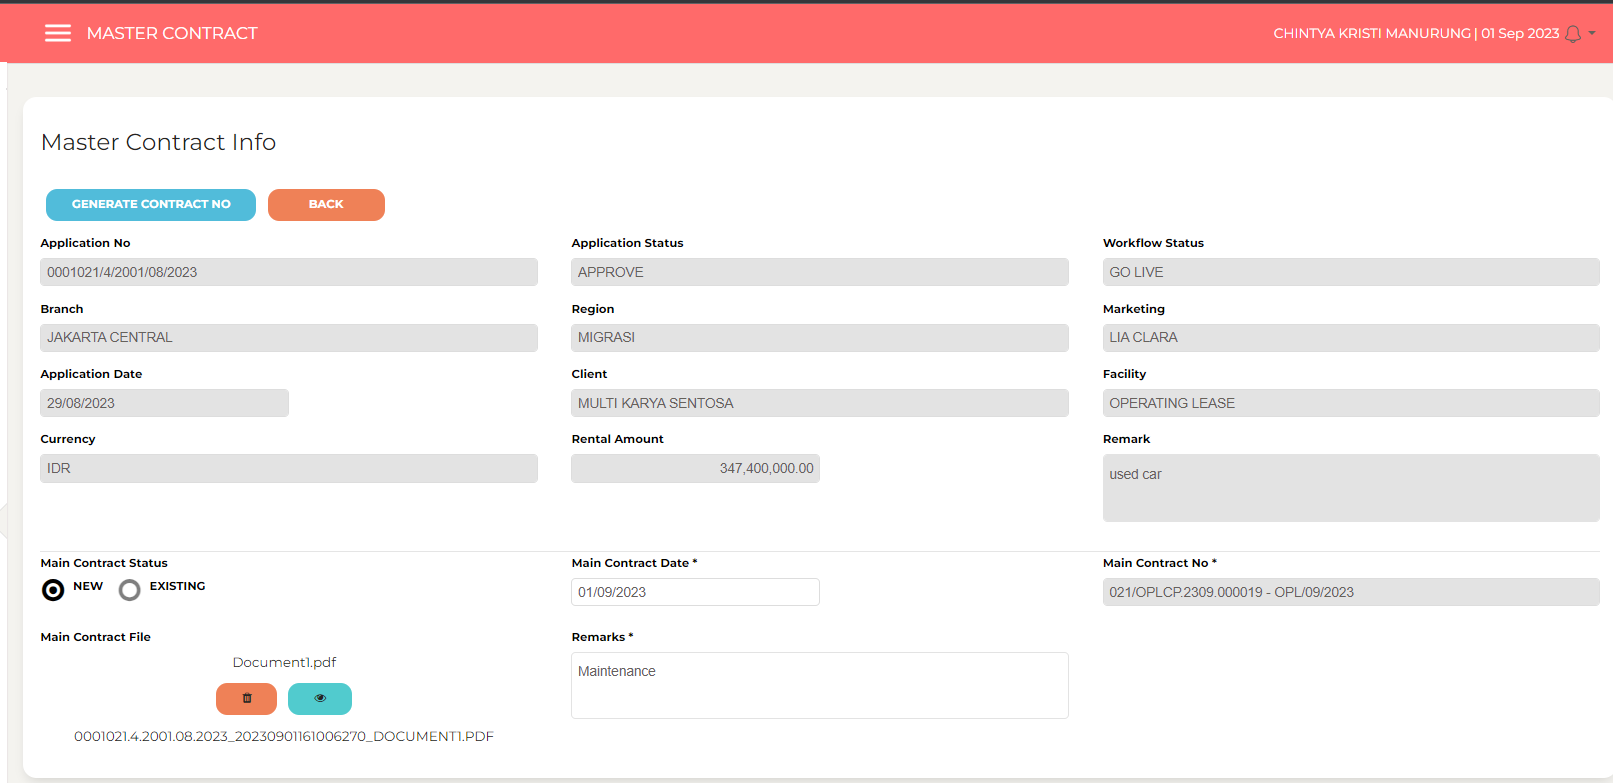 MASTER CONTRACT
CHINTYA KRISTI MANURUNG | 01 Sep 2023
Master Contract Info
GENERATE CONTRACT NO
BACK
Application No
Application Status
Workflow Status
0001021/4/2001/08/2023
APPROVE
GO LIVE
Branch
Region
Marketing
JAKARTA CENTRAL
MIGRASI
LIA CLARA
Application Date
Client
Facility
29/08/2023
MULTI KARYA SENTOSA
OPERATING LEASE
Currency
Rental Amount
Remark
IDR
347,400,000.00
used car
Main Contract Status
Main Contract Date *
Main Contract No *
NEW
EXISTING
01/09/2023
021/OPLCP.2309.000019 - OPL/09/2023
Main Contract File
Remarks *
Document1.pdf
Maintenance
0001021.4.2001.08.2023_20230901161006270_DOCUMENT1.PDF